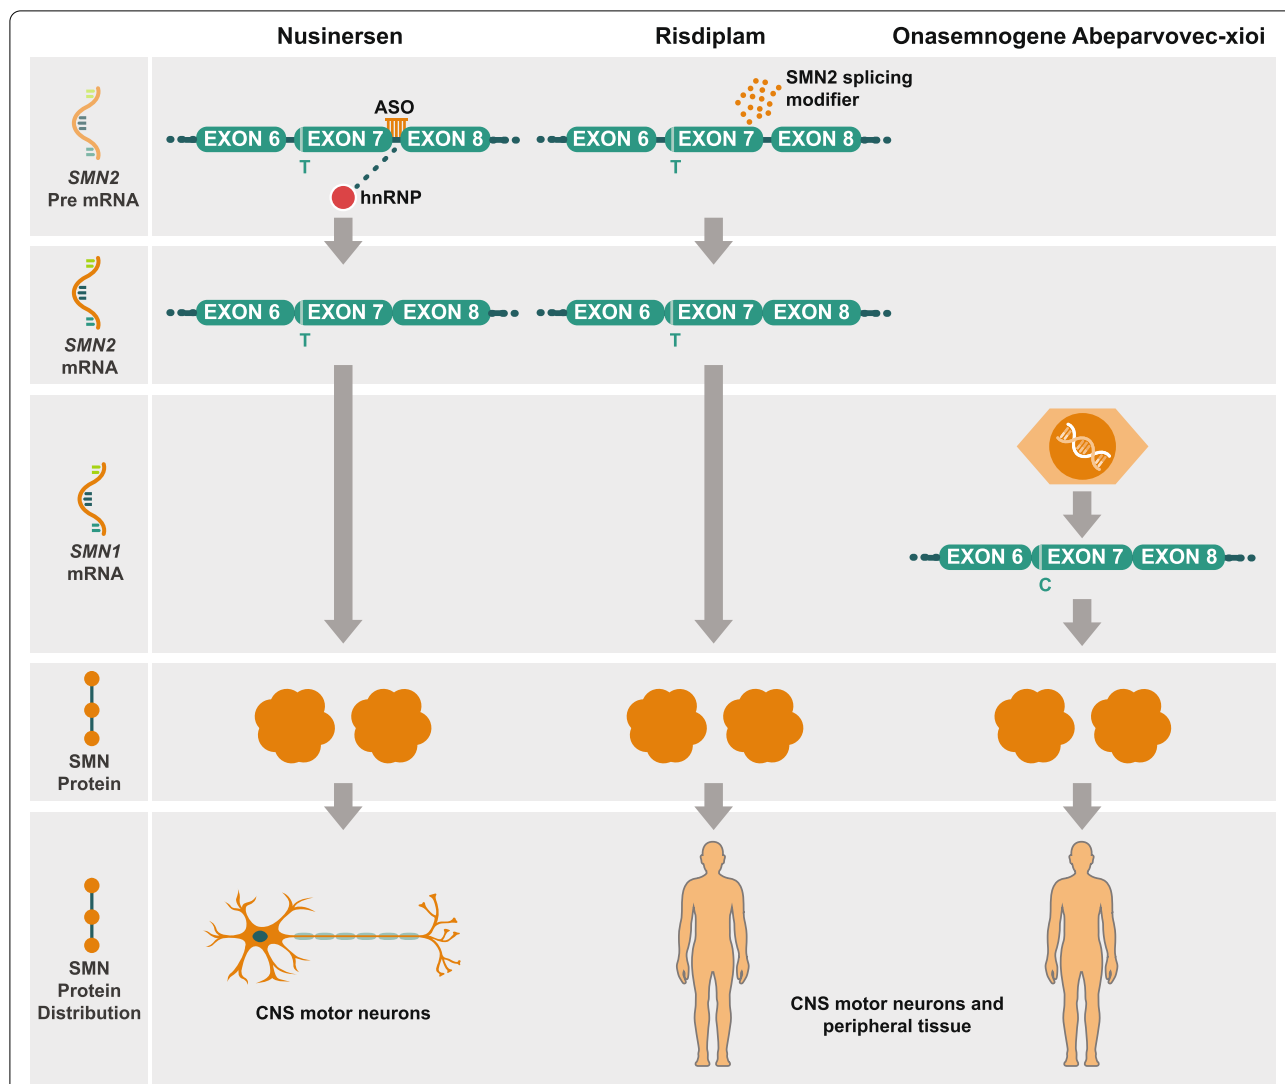 Nusinersen
Risdiplam
Onasemnogene Abeparvovec-xioi
SMN2
Pre mRNA
ASO
EXON 6
EXON 7
EXON 8
T
hnRNP
SMN2 splicing
modifier
EXON 6
EXON 7
EXON 8
T
SMN2
mRNA
EXON 6
EXON 7
EXON 8
T
EXON 6
EXON 7
EXON 8
T
SMN1
mRNA
EXON 6
EXON 7
EXON 8
C
SMN
Protein
SMN
Protein
Distribution
CNS motor neurons
CNS motor neurons and
peripheral tissue